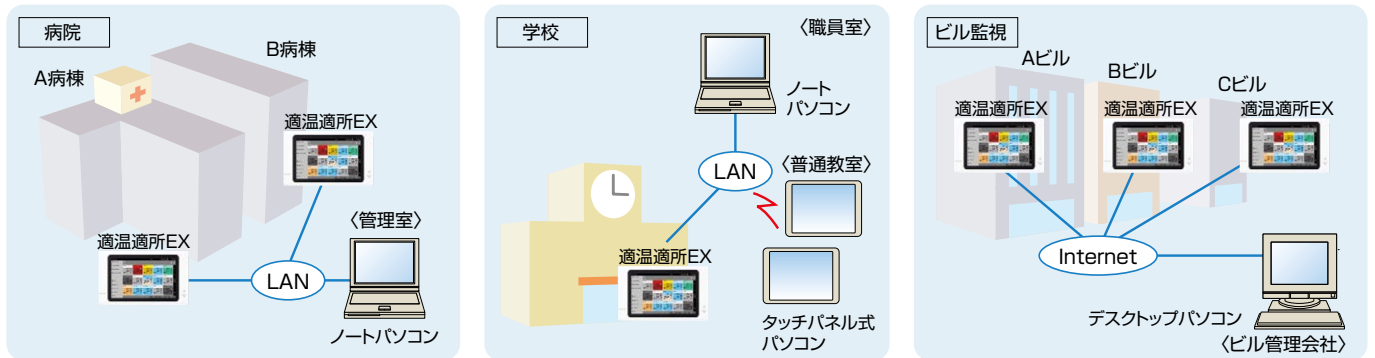 病院
B病棟
A病棟
適温適所EX
〈管理室〉
適温適所EX
LAN
ノートパソコン
学校
〈職員室〉
ノート
パソコン
〈普通教室〉
LAN
適温適所EX
タッチパネル式
パソコン
ビル監視
Aビル
Bビル
Cビル
適温適所EX
適温適所EX
適温適所EX
Internet
デスクトップパソコン
〈ビル管理会社〉